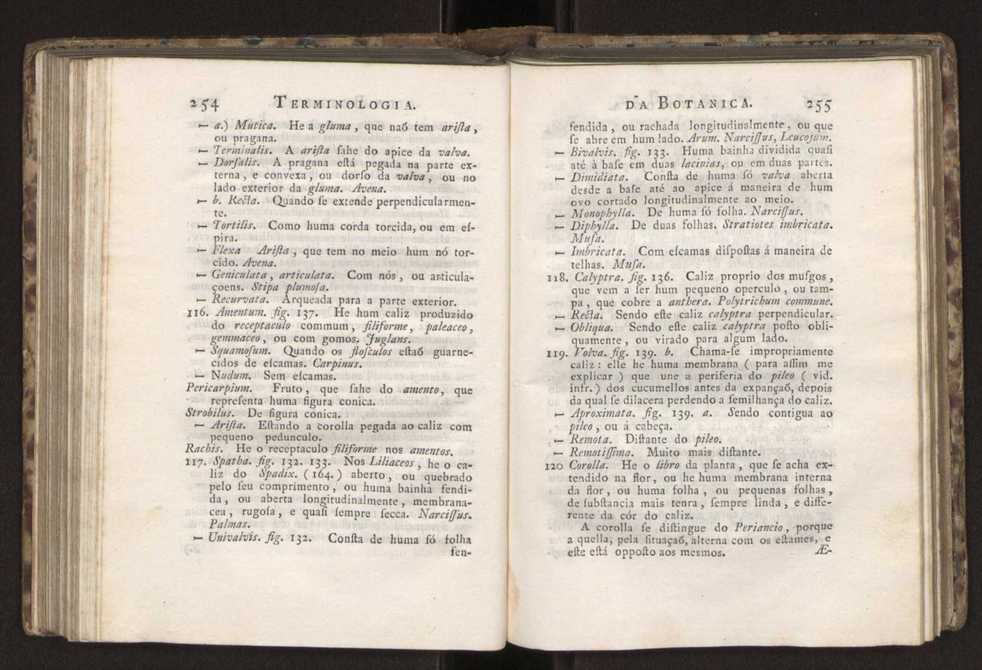 254 TERMINOLOGIA.
— a.) Mutica. He a gluma, que naõ tem ariſta,
ou pragana.
— Terminalis. A ariſta ſahe do apice da valva.
— Dorſalis. A pragana eſtá pegada na parte ex-
terna, e convexa, ou dorſo da valva, ou no
lado exterior da gluma. Avena.
— b. Recta. Quando ſe extende perpendicularmen-
te.
— Tortilis. Como huma corda torcida, ou em eſ-
pira.
— Flexa Ariſta, que tem no meio hum nó tor-
cido. Avena.
— Geniculata, articulata. Com nós, ou articula-
çoens. Stipa plumoſa.
— Recurvata. Arqueada para a parte exterior.
116. Amentum. fig. 137. He hum caliz produzido
do receptaculo commum, filiforme, paleaceo,
gemmaceo, ou com gomos. Juglans.
— Squamoſum. Quando os floſculos eſtaõ guarne-
cidos de eſcamas. Carpinus.
— Nudum. Sem eſcamas.
Pericarpium. Fruto, que ſahe do amento, que
repreſenta huma figura conica.
Strobilus. De figura conica.
— Ariſta. Eſtando a corolla pegada ao caliz com
pequeno pedunculo.
Rachis. He o receptaculo filiforme nos amentos.
117. Spatha. fig. 132. 133. Nos Liliaceos, he o ca-
liz do Spadix. (164.) aberto, ou quebrado
pelo ſeu comprimento, ou huma bainha fendi-
da, ou aberta longitudinalmente, membrana-
cea, rugoſa, e quaſi ſempre ſecca. Narciſſus.
Palmas.
— Univalvis. fig. 132. Conſta de huma ſó folha
fen-
DA BOTANICA. 255
fendida, ou rachada longitudinalmente, ou que
ſe abre em hum lado. Arum. Narciſſus, Leucojum.
— Bivalvis. fig. 133. Huma bainha dividida quaſi
até á baſe em duas lacinias, ou em duas partes.
— Dimidiata. Conſta de huma ſó valva aberta
desde a baſe até ao apice á maneira de hum
ovo cortado longitudinalmente ao meio.
— Monophylla. De huma ſó folha. Narciſſus.
— Diphylla. De duas folhas. Stratiotes imbricata.
Muſa.
— Imbricata. Com eſcamas diſpoſtas á maneira de
telhas. Muſa.
118. Calyptra. fig. 136. Caliz proprio dos muſgos,
que vem a ſer hum pequeno operculo, ou tam-
pa, que cobre a anthera. Polytrichum commune.
— Recta. Sendo eſte caliz calyptra perpendicular.
— Obliqua. Sendo eſte caliz calyptra poſto obli-
quamente, ou virado para algum lado.
119. Volva. fig. 139. b. Chama-ſe impropriamente
caliz: elle he huma membrana (para aſſim me
explicar) que une a periferia do pileo (vid.
infr.) dos cucumellos antes da expançaõ, depois
da qual ſe dilacera perdendo a ſemilhança do caliz.
— Aproximata. fig. 139. a. Sendo contigua ao
pileo, ou á cabeça.
— Remota. Diſtante do pileo.
— Remotiſſima. Muito mais diſtante.
120 Corolla. He o libro da planta, que ſe acha ex-
tendido na flor, ou he huma membrana interna
da flor, ou huma folha, ou pequenas folhas,
de ſubſtancia mais tenra, ſempre linda, e diffe-
rente da cór do caliz.
A corolla ſe diſtingue do Periancio, porque
a quella, pela ſituaçaõ, alterna com os eſtames, e
eſte eſtá oppoſto aos mesmos. Æ-